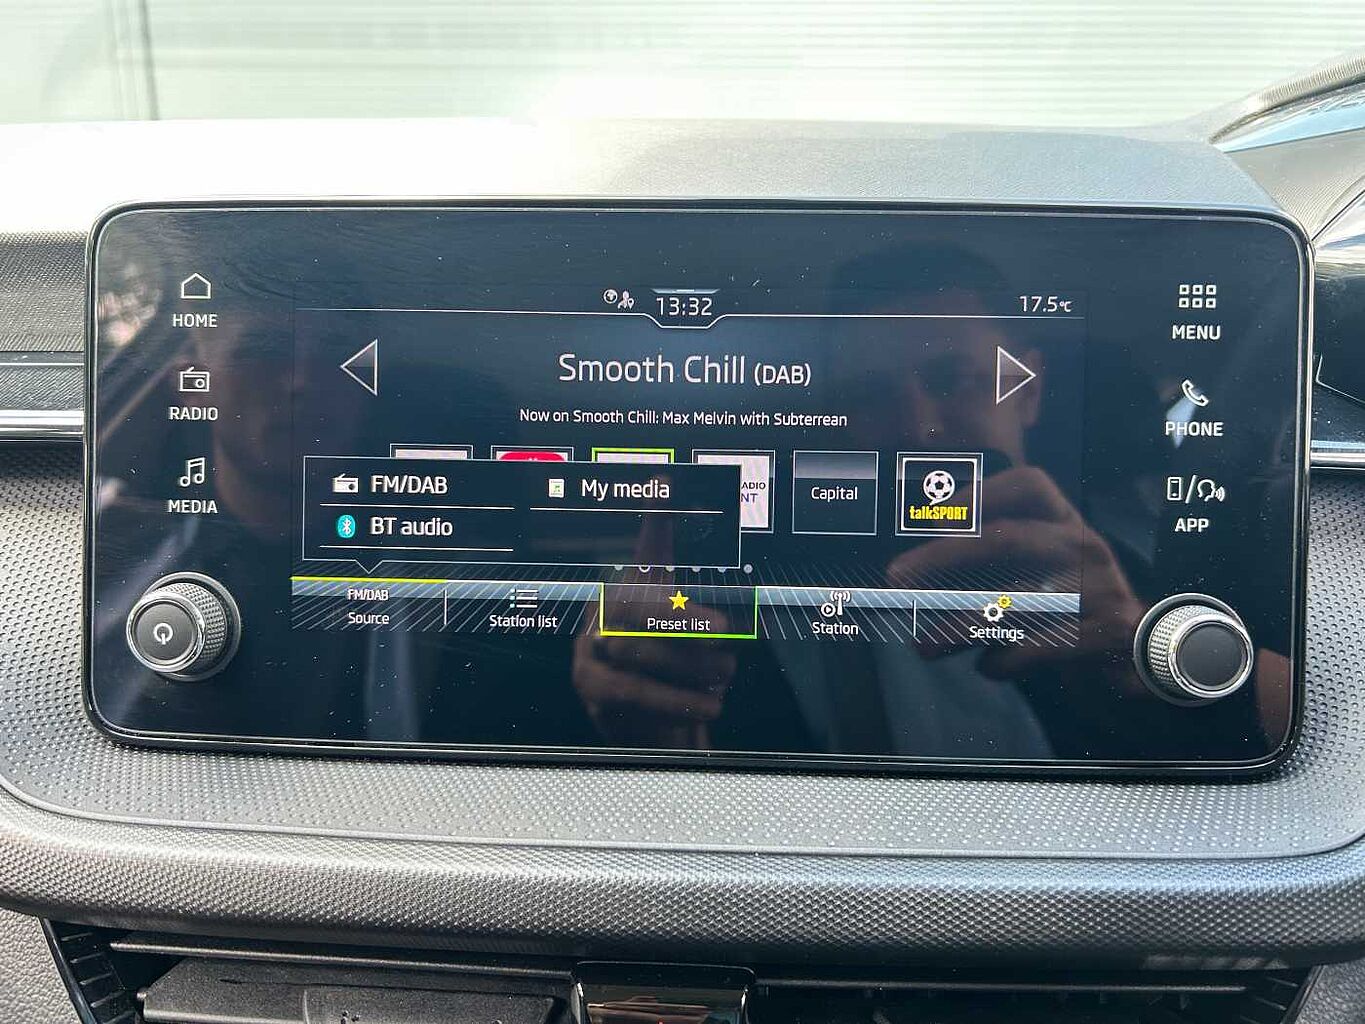 13:32
17.5°C
HOME
MENU
Smooth Chill (DAB)
RADIO
Now on Smooth Chill: Max Melvin with Subterrean
PHONE
MEDIA
FM/DAB
My media
ADIO
NT
Capital
talkSPORT
BT audio
APP
FM/DAB
Source
Station list
Preset list
Station
Settings